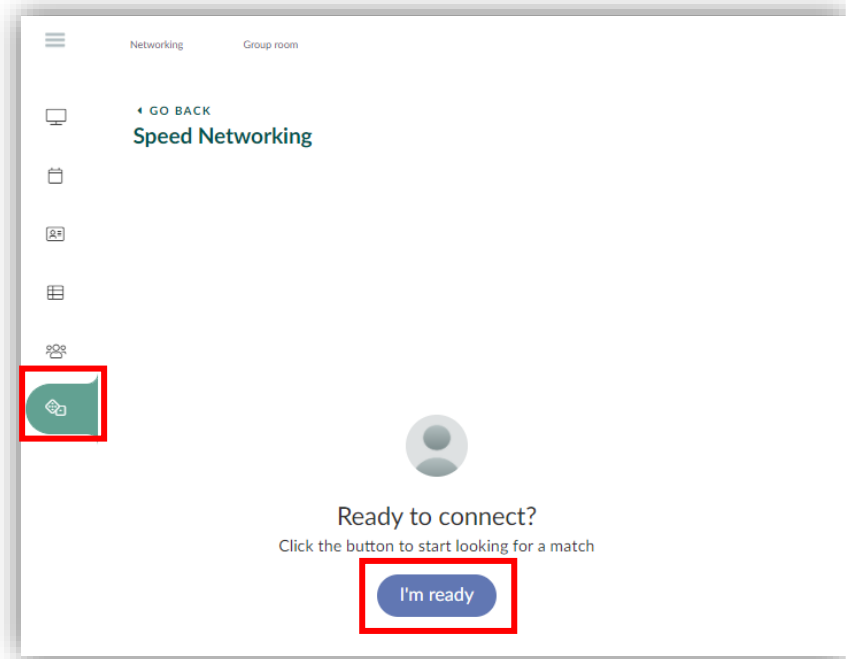 Networking Group room
GO BACK
Speed Networking
Ready to connect?
Click the button to start looking for a match
I'm ready